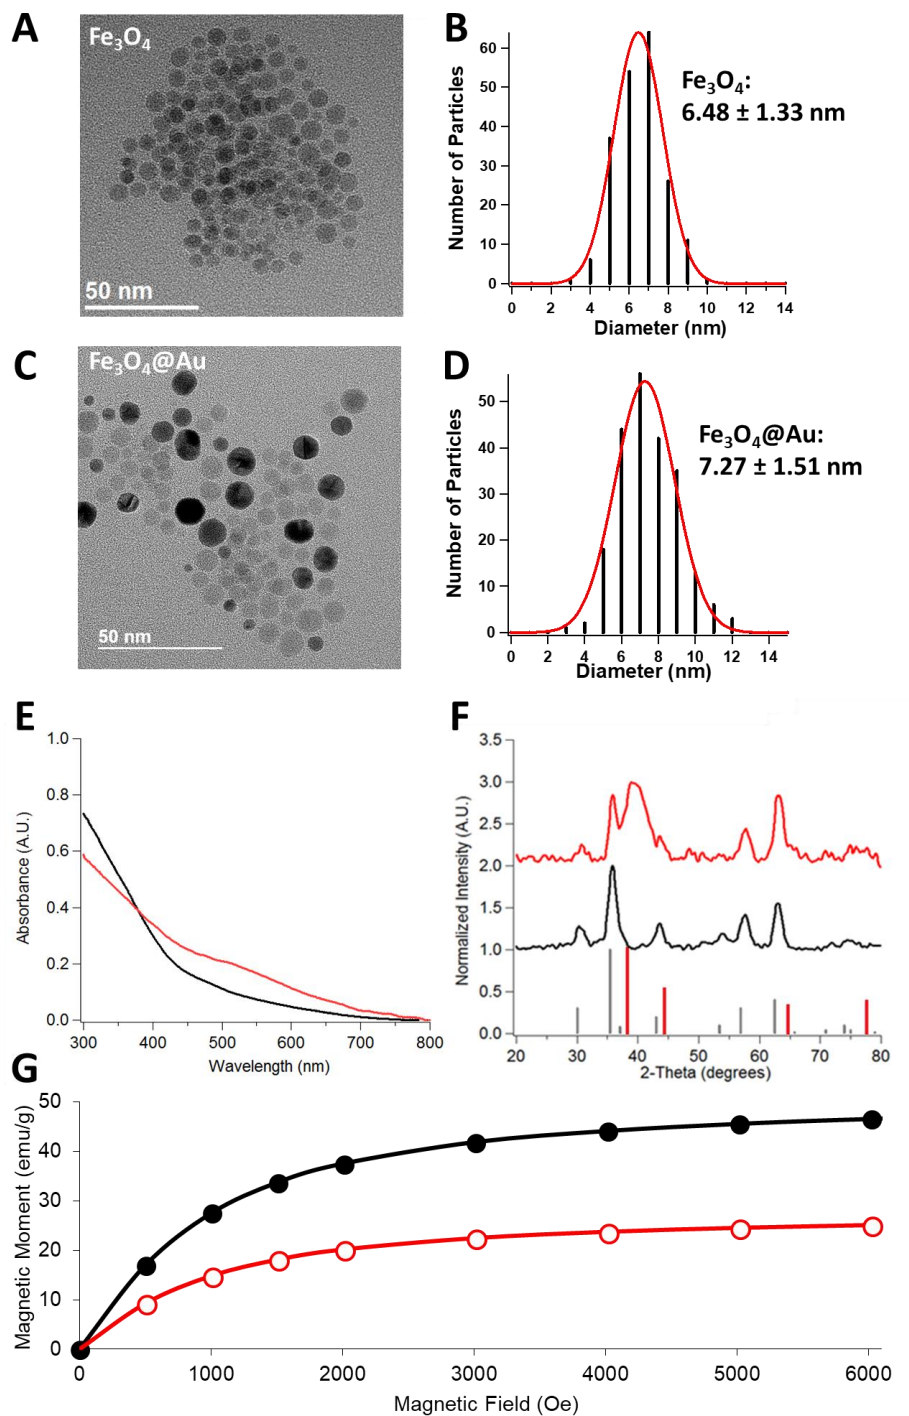 A
Fe₃O₄
50 nm
B
Number of Particles
60
50
40
30
20
10
0
0 2 4 6 8 10 12 14
Diameter (nm)
Fe₃O₄:
6.48 ± 1.33 nm
C
Fe₃O₄@Au
50 nm
D
Number of Particles
50
40
30
20
10
0
0 2 4 6 8 10 12 14
Diameter (nm)
Fe₃O₄@Au:
7.27 ± 1.51 nm
E
Absorbance (A.U.)
1.0
0.8
0.6
0.4
0.2
0.0
300 400 500 600 700 800
Wavelength (nm)
F
Normalized Intensity (A.U.)
3.5
3.0
2.5
2.0
1.5
1.0
0.5
0.0
20 30 40 50 60 70 80
2-Theta (degrees)
G
Magnetic Moment (emu/g)
50
40
30
20
10
0
0 1000 2000 3000 4000 5000 6000
Magnetic Field (Oe)